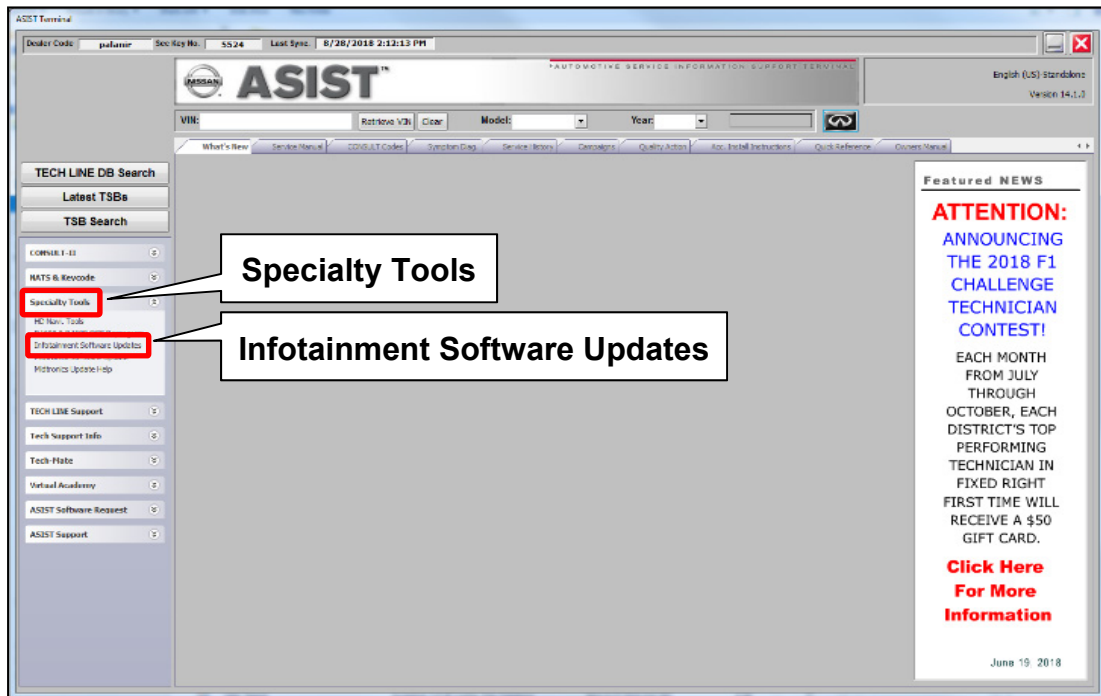 ASIST Terminal
Dealer Code palanir Sec Key No. 5524 Last Sync. 8/28/2018 2:12:13 PM
NISSAN ASIST™
AUTOMOTIVE SERVICE INFORMATION SUPPORT TERMINAL
English (US) Standalone
Version 14.1.0
VIN: Retrieve VIN Clear Model: Year:
What's New Service Manual CONSULT Codes Symptom Diag. Service History Campaigns Quality Action Acc. Install Instructions Quick Reference Owners Manual
TECH LINE DB Search
Latest TSBs
TSB Search
CONSULT-II
NATS & Keycode
Specialty Tools
HD Navi. Tools
Infotainment Software Updates
Midtronics Update Help
TECH LINE Support
Tech Support Info
Tech-Mate
Virtual Academy
ASIST Software Request
ASIST Support
Specialty Tools
Infotainment Software Updates
Featured NEWS
ATTENTION:
ANNOUNCING
THE 2018 F1
CHALLENGE
TECHNICIAN
CONTEST!
EACH MONTH
FROM JULY
THROUGH
OCTOBER, EACH
DISTRICT'S TOP
PERFORMING
TECHNICIAN IN
FIXED RIGHT
FIRST TIME WILL
RECEIVE A $50
GIFT CARD.
Click Here
For More
Information
June 19, 2018